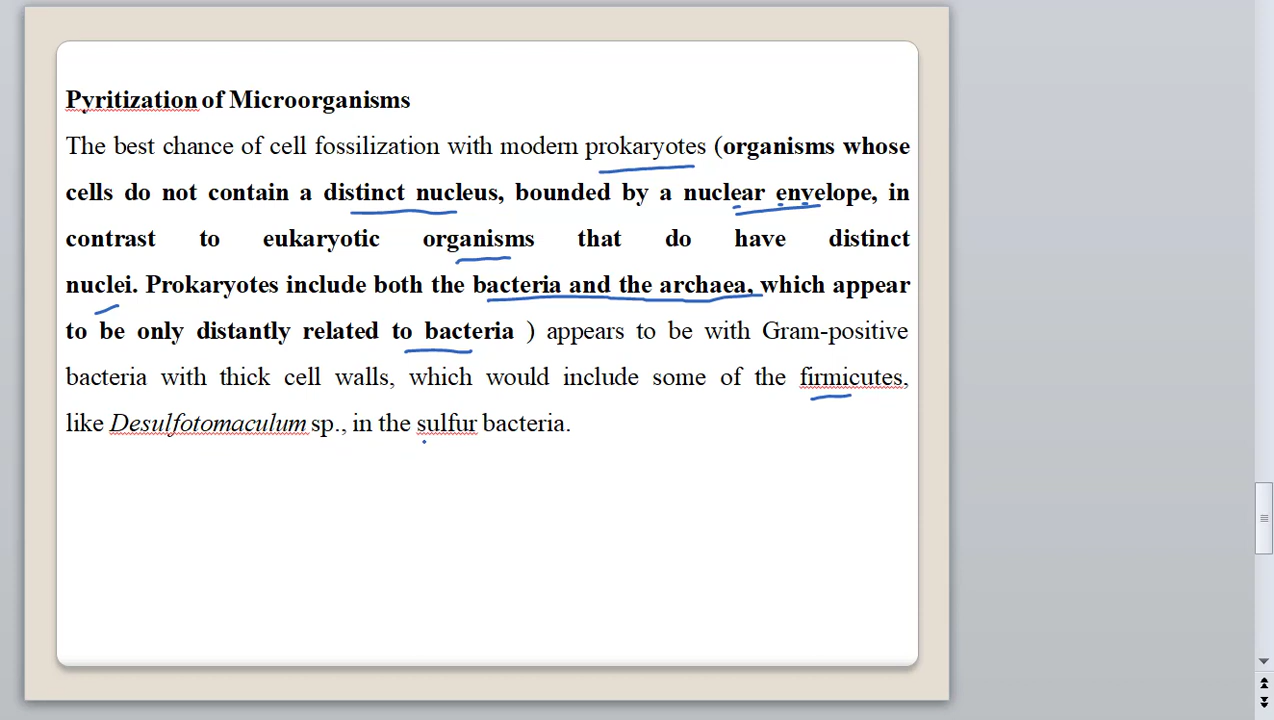 Pyritization of Microorganisms
The best chance of cell fossilization with modern prokaryotes (organisms whose
cells do not contain a distinct nucleus, bounded by a nuclear envelope, in
contrast to eukaryotic organisms that do have distinct
nuclei. Prokaryotes include both the bacteria and the archaea, which appear
to be only distantly related to bacteria ) appears to be with Gram-positive
bacteria with thick cell walls, which would include some of the firmicutes,
like Desulfotomaculum sp., in the sulfur bacteria.